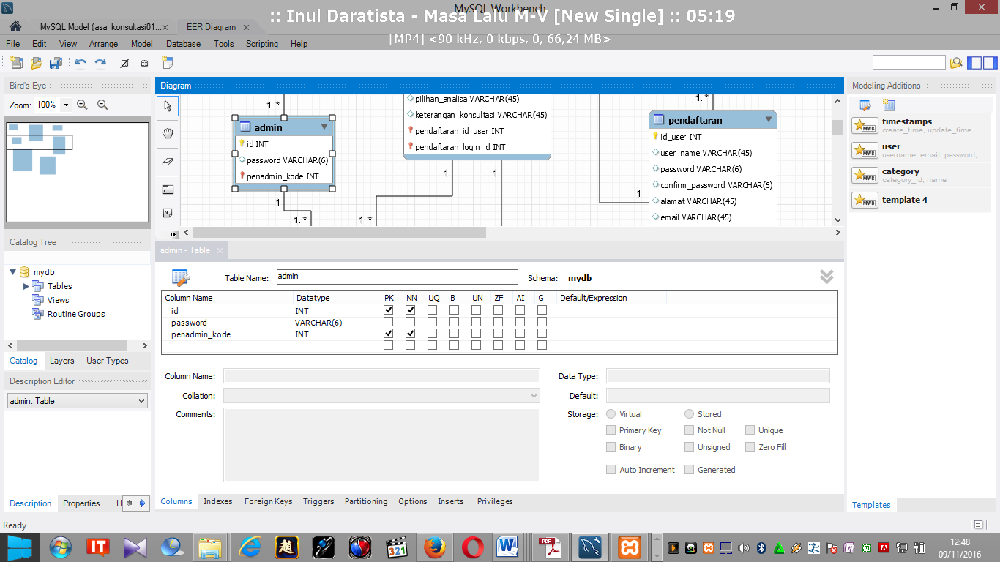 MySQL Workbench
:: Inul Daratista - Masa Lalu M-V [New Single] :: 05:19
[MP4] <90 kHz, 0 kbps, 0, 66,24 MB>
MySQL Model (jasa_konsultasi01... EER Diagram
File Edit View Arrange Model Database Tools Scripting Help
Bird's Eye
Zoom: 100%
Catalog Tree
mydb
Tables
Views
Routine Groups
Catalog Layers User Types
Description Editor
admin: Table
Description Properties H
Diagram
1..*
admin
id INT
password VARCHAR(6)
penadmin_kode INT
1
1..*
pilihan_analisa VARCHAR(45)
keterangan_konsultasi VARCHAR(45)
pendaftaran_id_user INT
pendaftaran_login_id INT
1
1
1..*
1..*
pendaftaran
id_user INT
user_name VARCHAR(45)
password VARCHAR(6)
confirm_password VARCHAR(6)
alamat VARCHAR(45)
email VARCHAR(45)
1
admin - Table
Table Name: admin Schema: mydb
Column Name Datatype PK NN UQ B UN ZF AI G Default/Expression
id INT
password VARCHAR(6)
penadmin_kode INT
Column Name: Data Type:
Collation: Default:
Comments: Storage: Virtual Stored
Primary Key Not Null Unique
Binary Unsigned Zero Fill
Auto Increment Generated
Columns Indexes Foreign Keys Triggers Partitioning Options Inserts Privileges
Modeling Additions
MWB timestamps
create_time, update_time
MWB user
username, email, password, ...
MWB category
category_id, name
MWB template 4
Templates
Ready
IT
321
PDF
12:48
09/11/2016